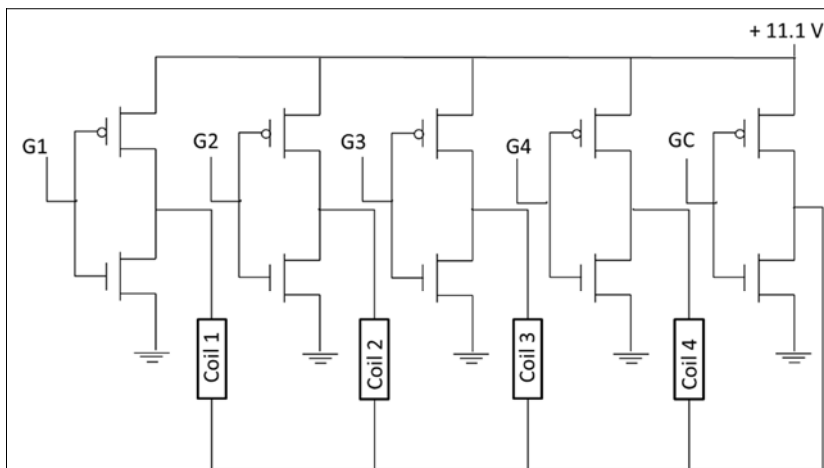 + 11.1 V
G1
G2
G3
G4
GC
Coil 1
Coil 2
Coil 3
Coil 4